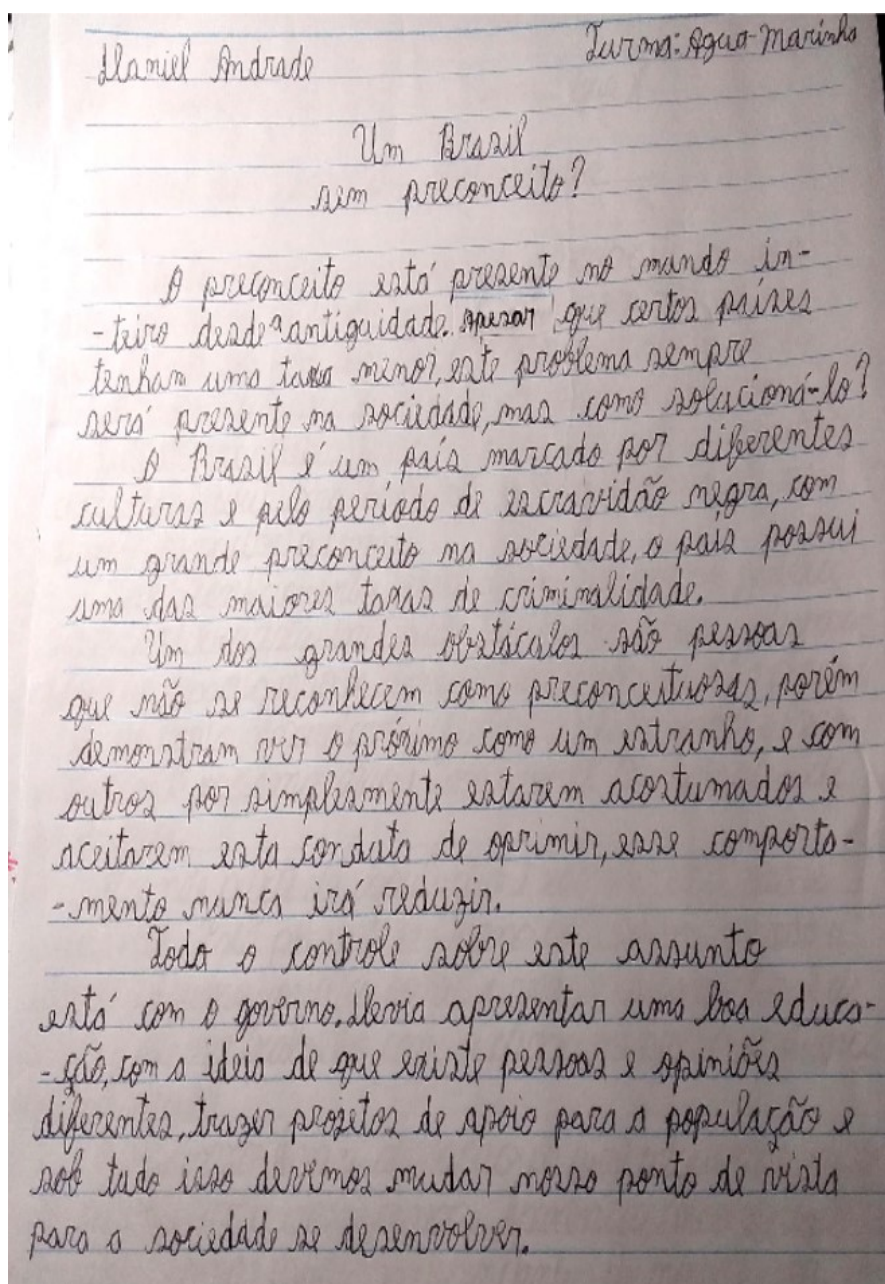 Daniel Andrade
Turma: Agua-Marinha
Um Brasil
sem preconceito?
O preconceito está presente no mundo in-
-teiro desde a antiguidade. Apesar que certos países
tenham uma taxa menor, este problema sempre
será presente na sociedade, mas como solucioná-lo?
O Brasil é um país marcado por diferentes
culturas e pelo período de escravidão negra, com
um grande preconceito na sociedade, o país possui
uma das maiores taxas de criminalidade.
Um dos grandes obstáculos são pessoas
que não se reconhecem como preconceituosas, porém
demonstram ver o próximo como um estranho, e com
outros por simplesmente estarem acostumados e
aceitarem esta conduta de oprimir, esse comporta-
-mento nunca irá reduzir.
Todo o controle sobre este assunto
está com o governo. Devia apresentar uma boa educa-
-ção, com a ideia de que existe pessoas e opiniões
diferentes, trazer projetos de apoio para a população e
sob tudo isso devemos mudar nosso ponto de vista
para a sociedade se desenvolver.